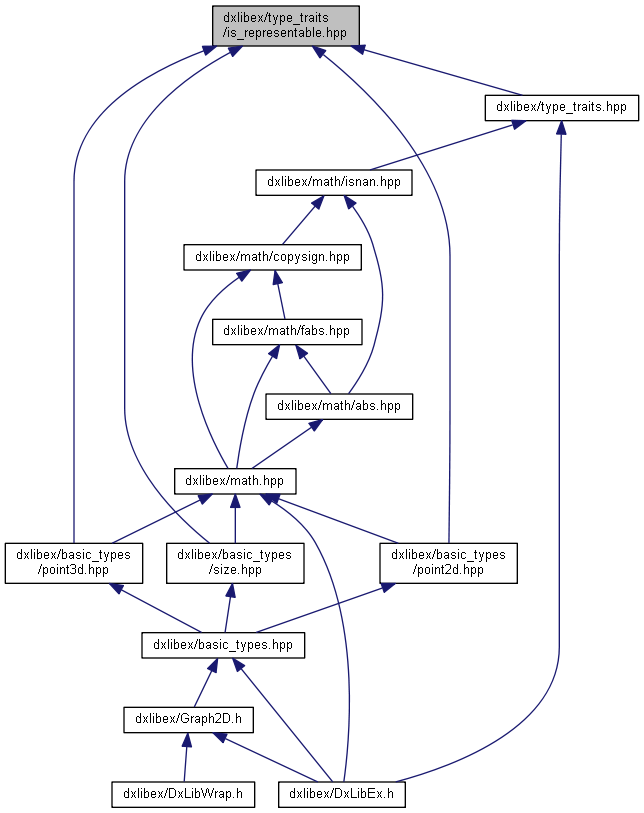 dxlibex/type_traits
/is_representable.hpp
dxlibex/type_traits.hpp
dxlibex/math/isnan.hpp
dxlibex/math/copysign.hpp
dxlibex/math/fabs.hpp
dxlibex/math/abs.hpp
dxlibex/math.hpp
dxlibex/basic_types
/point3d.hpp
dxlibex/basic_types
/size.hpp
dxlibex/basic_types
/point2d.hpp
dxlibex/basic_types.hpp
dxlibex/Graph2D.h
dxlibex/DxLibWrap.h
dxlibex/DxLibEx.h